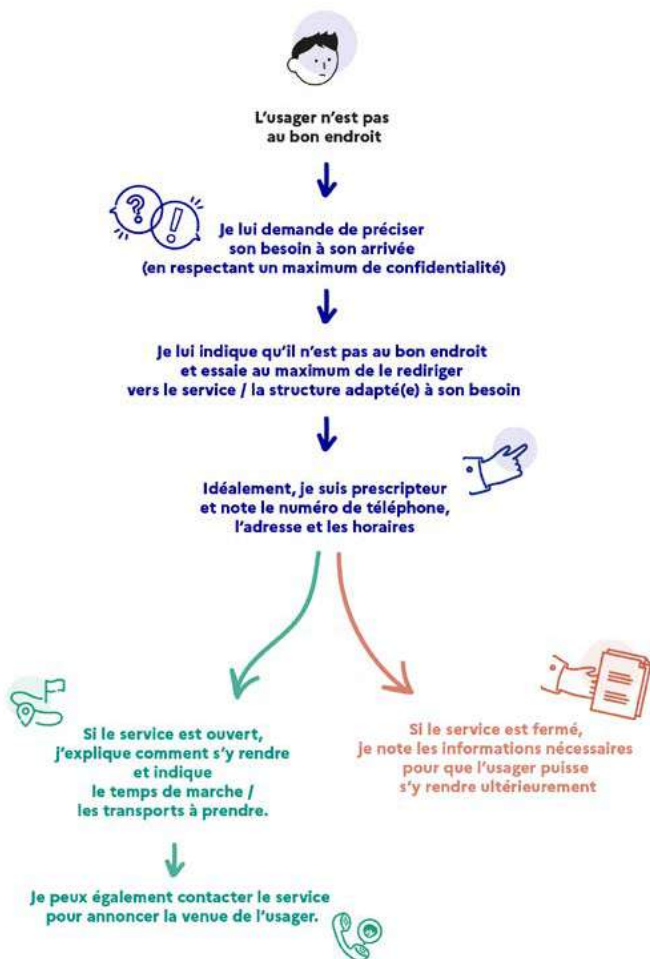 L'usager n'est pas
au bon endroit
?
!
Je lui demande de préciser
son besoin à son arrivée
(en respectant un maximum de confidentialité)
Je lui indique qu'il n'est pas au bon endroit
et essaie au maximum de le rediriger
vers le service / la structure adapté(e) à son besoin
Idéalement, je suis prescripteur
et note le numéro de téléphone,
l'adresse et les horaires
Si le service est ouvert,
j'explique comment s'y rendre
et indique
le temps de marche /
les transports à prendre.
Si le service est fermé,
je note les informations nécessaires
pour que l'usager puisse
s'y rendre ultérieurement
Je peux également contacter le service
pour annoncer la venue de l'usager.